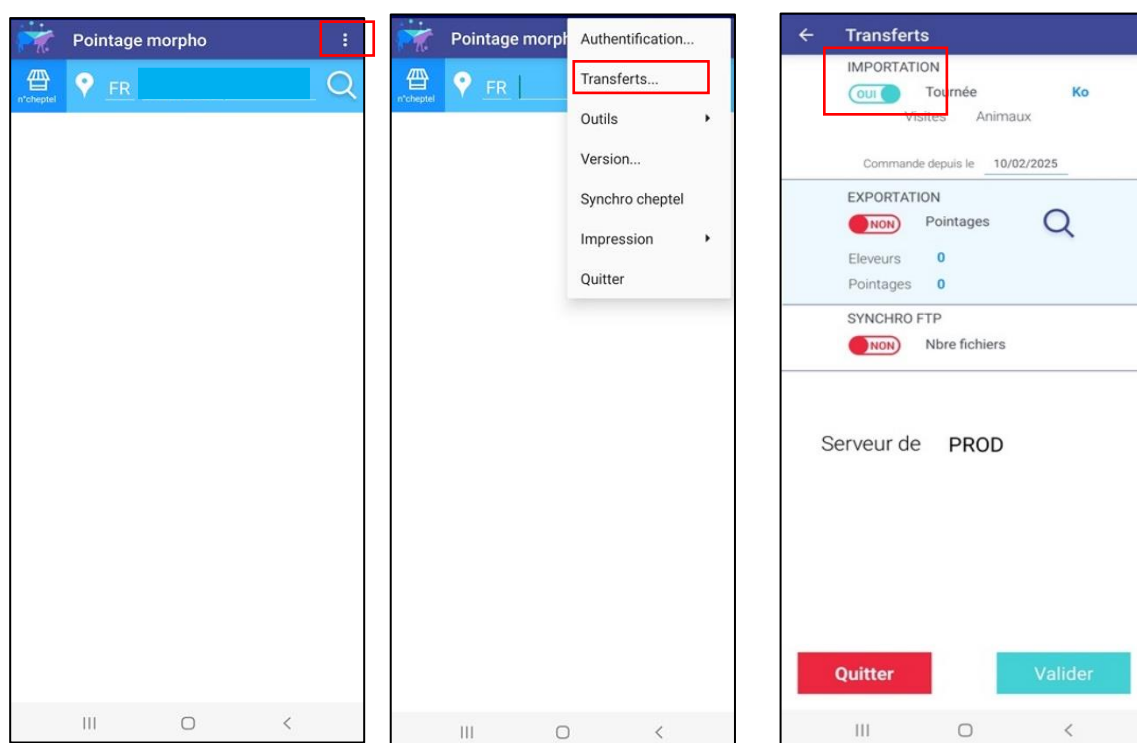 Pointage morpho
n°cheptel
FR
Pointage morph
n°cheptel
FR
Authentification...
Transferts...
Outils
Version...
Synchro cheptel
Impression
Quitter
Transferts
IMPORTATION
OUI Tournée Ko
Visites Animaux
Commande depuis le 10/02/2025
EXPORTATION
NON Pointages
Eleveurs 0
Pointages 0
SYNCHRO FTP
NON Nbre fichiers
Serveur de PROD
Quitter Valider